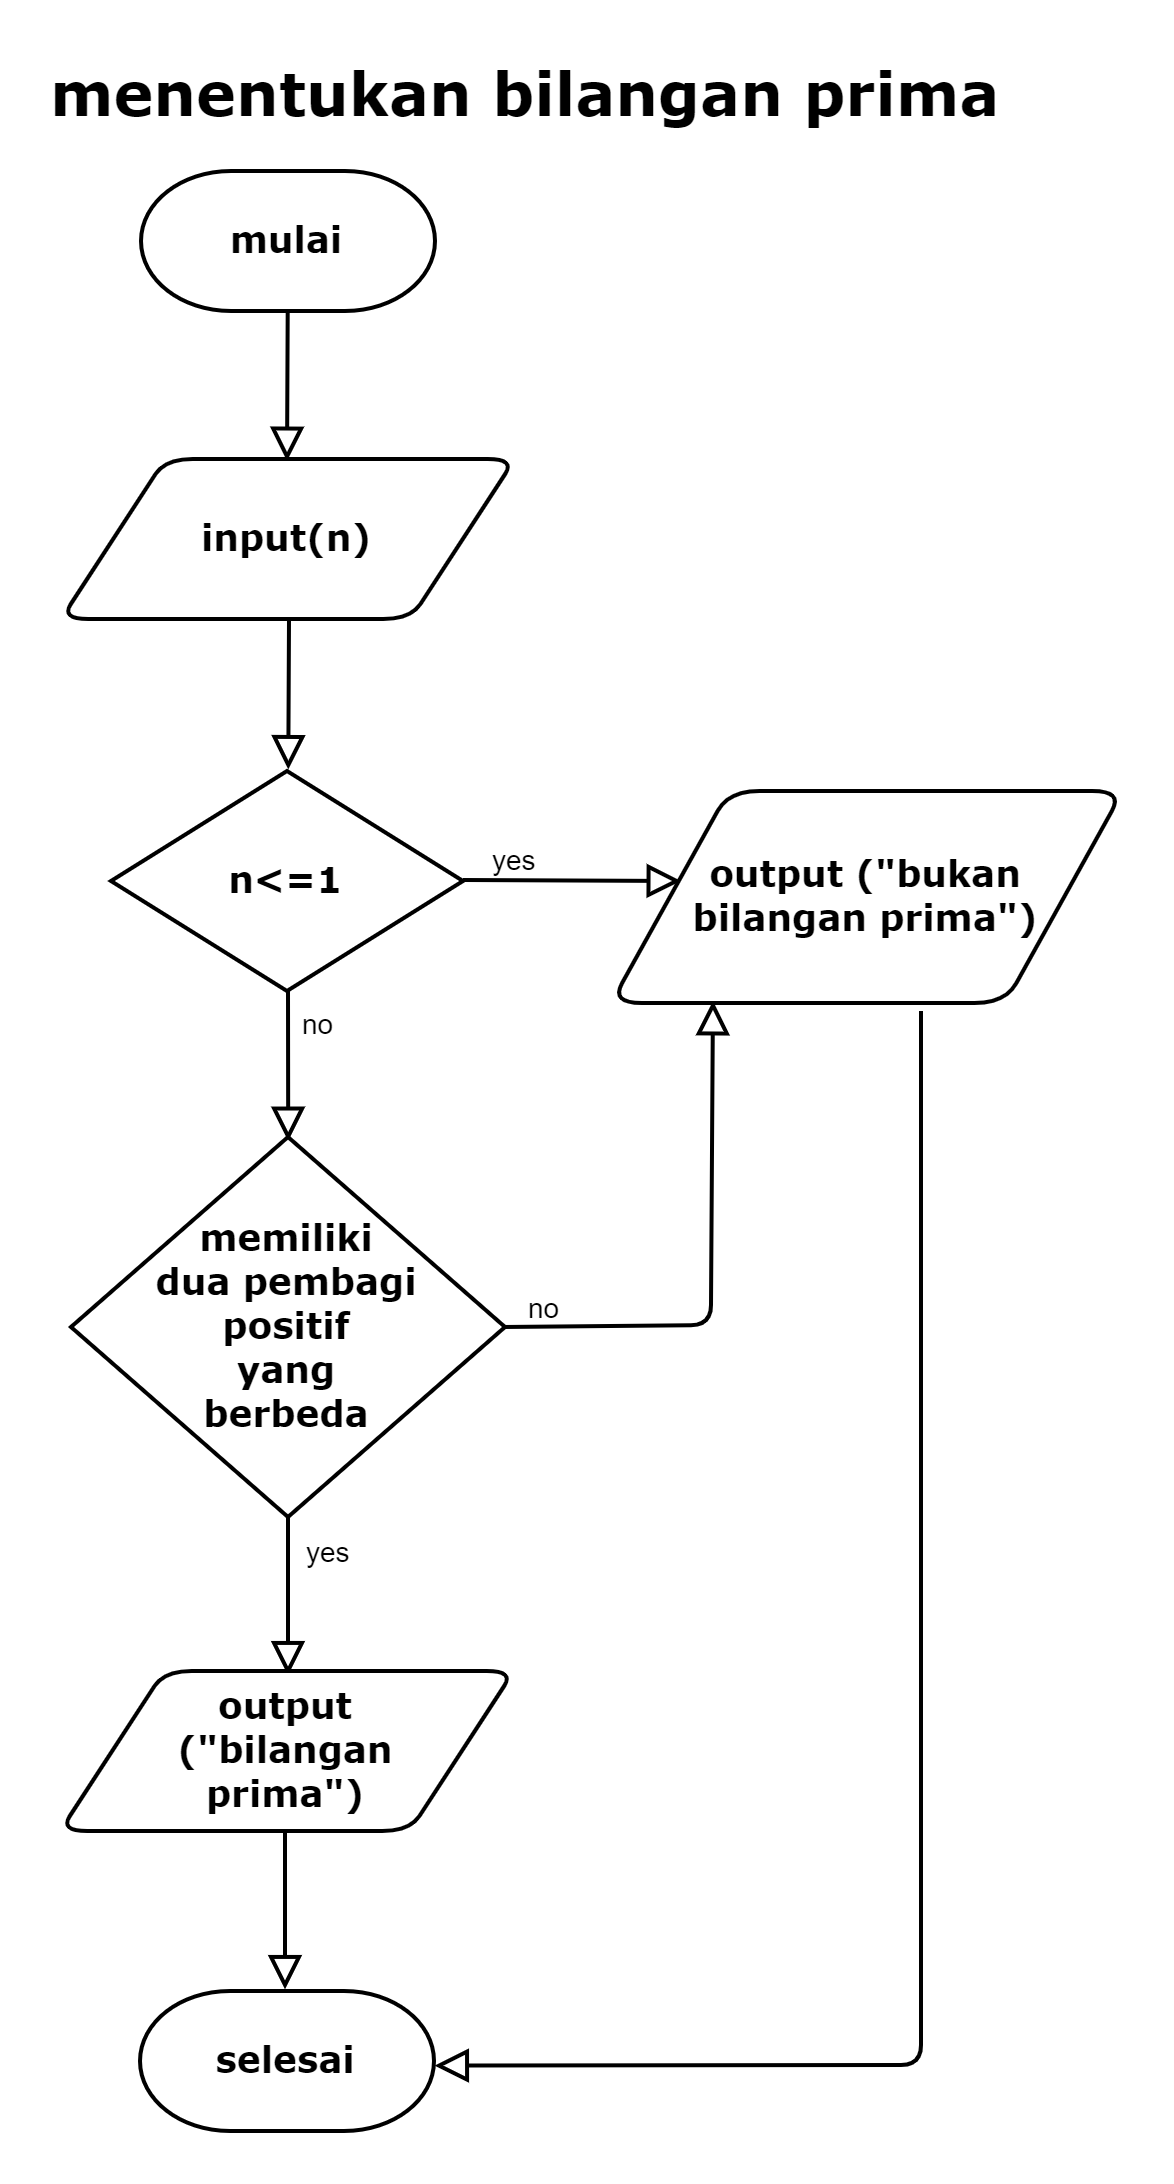 menentukan bilangan prima
mulai
input(n)
n<=1
yes
output ("bukan
bilangan prima")
no
memiliki
dua pembagi
positif
yang
berbeda
no
yes
output
("bilangan
prima")
selesai